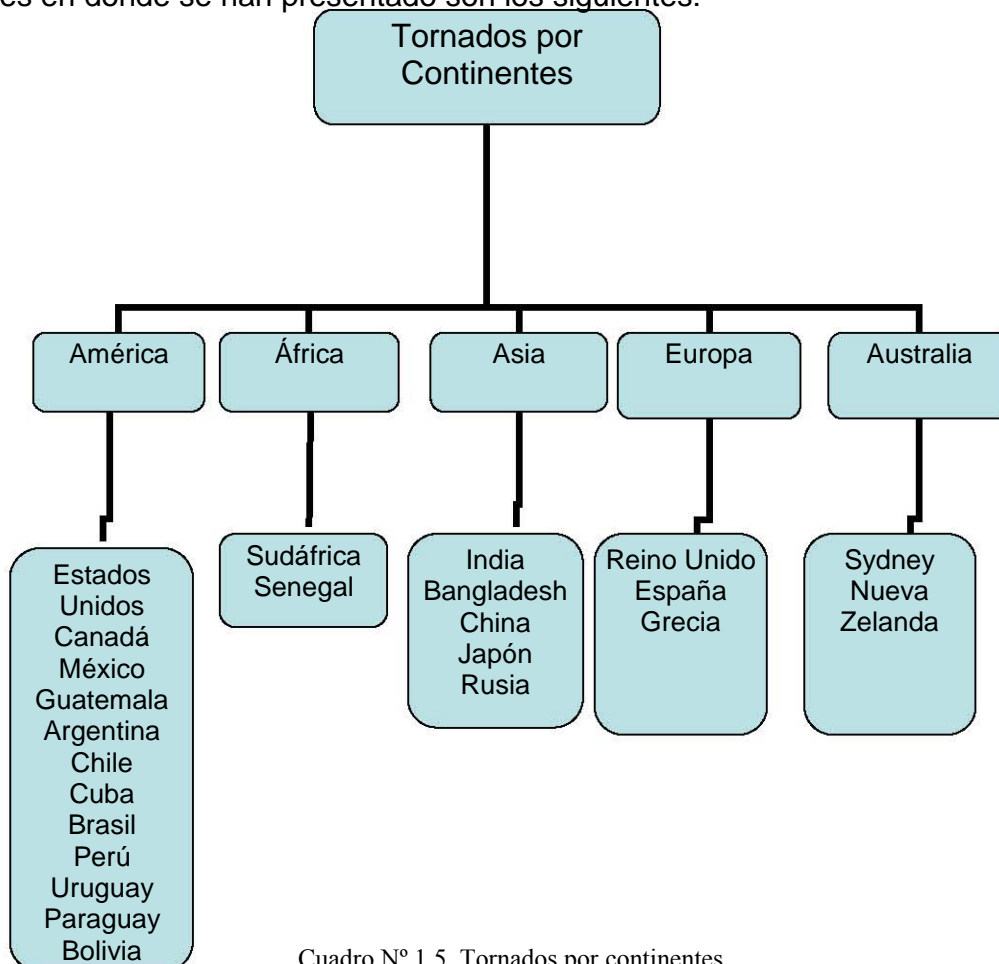 es en donde se han presentado son los siguientes:
Tornados por
Continentes
América
África
Asia
Europa
Australia
Estados
Unidos
Canadá
México
Guatemala
Argentina
Chile
Cuba
Brasil
Perú
Uruguay
Paraguay
Bolivia
Sudáfrica
Senegal
India
Bangladesh
China
Japón
Rusia
Reino Unido
España
Grecia
Sydney
Nueva
Zelanda
Cuadro Nº 1.5. Tornados por continentes